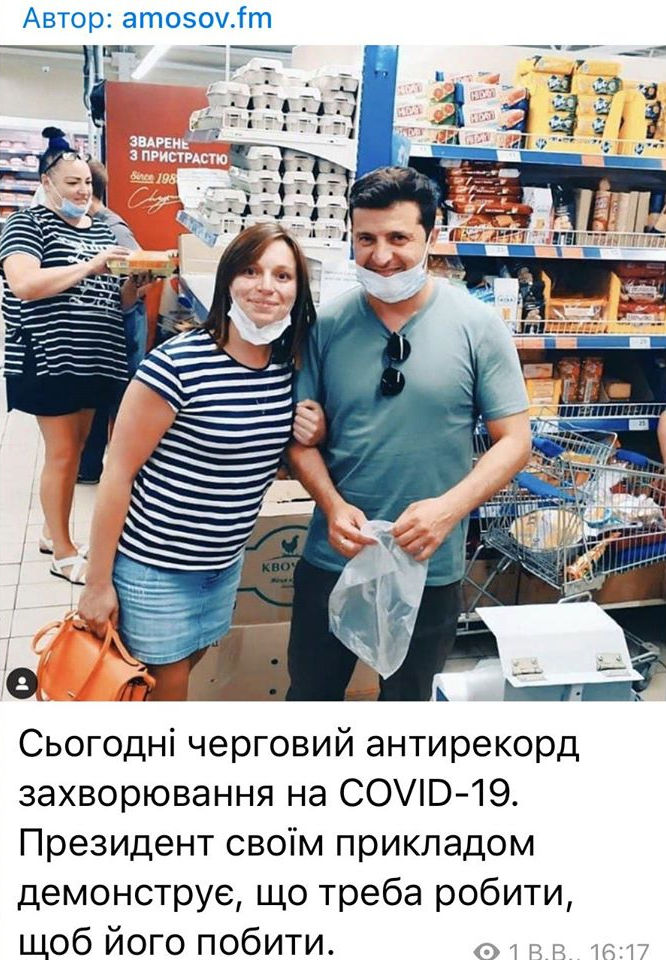 Автор: amosov.fm
ЗВАРЕНЕ
З ПРИСТРАСТЮ
Since 198
КВО
Сьогодні черговий антирекорд
захворювання на COVID-19.
Президент своїм прикладом
демонструє, що треба робити,
щоб його побити.
1 В.В., 16:17